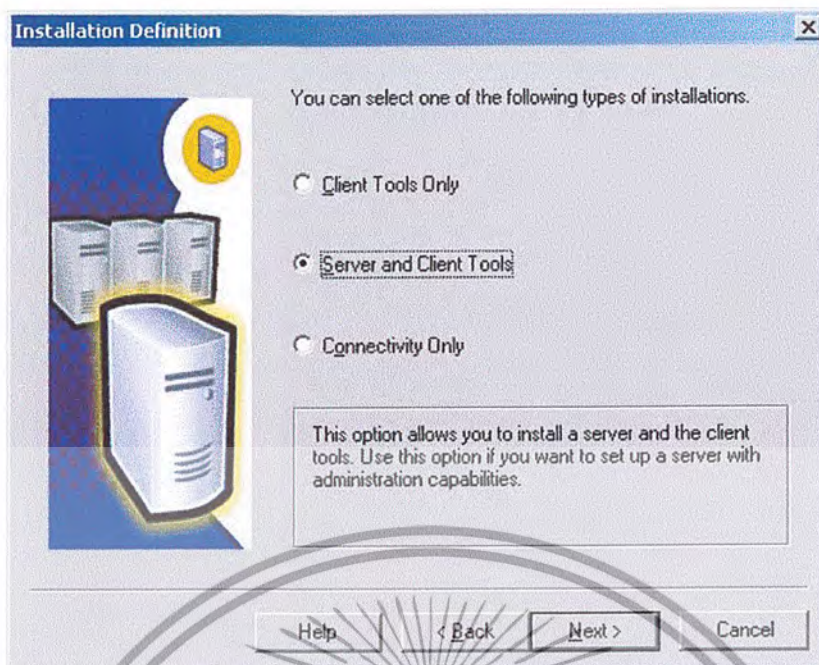 Installation Definition
You can select one of the following types of installations.
Client Tools Only
Server and Client Tools
Connectivity Only
This option allows you to install a server and the client
tools. Use this option if you want to set up a server with
administration capabilities.
Help
< Back
Next >
Cancel